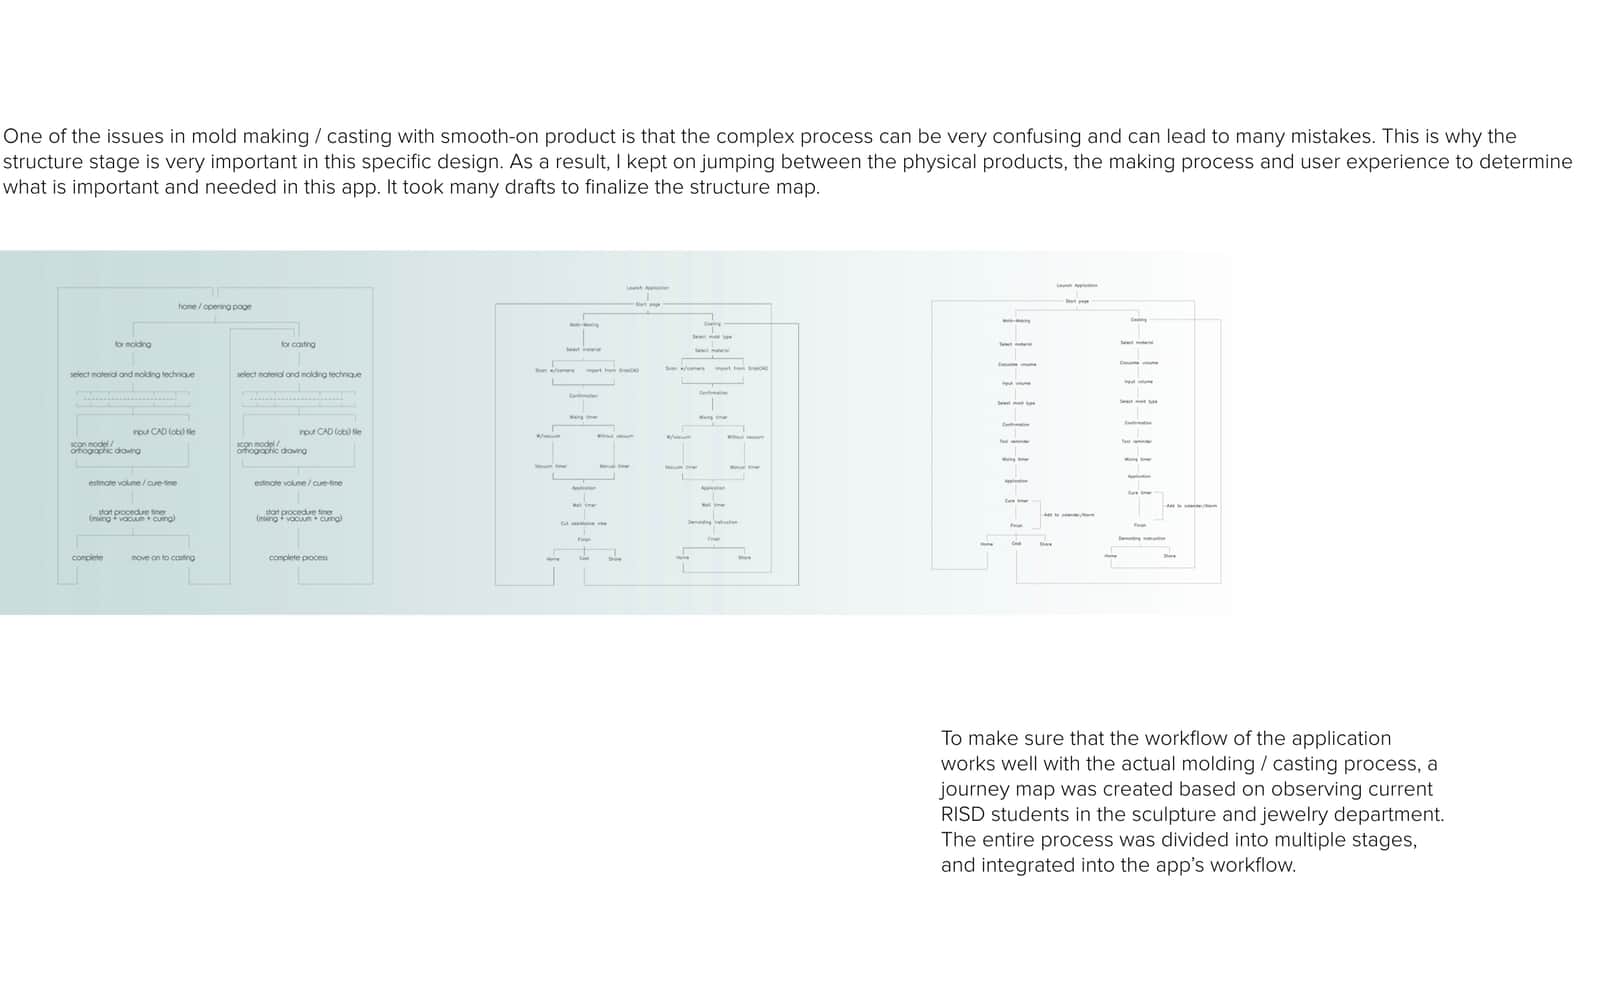 One of the issues in mold making / casting with smooth-on product is that the complex process can be very confusing and can lead to many mistakes. This is why the
structure stage is very important in this specific design. As a result, I kept on jumping between the physical products, the making process and user experience to determine
what is important and needed in this app. It took many drafts to finalize the structure map.
home / opening page
for molding
for casting
select material and molding technique
select material and molding technique
input CAD (obj) file
scan model /
orthographic drawing
input CAD (obj) file
scan model /
orthographic drawing
estimate volume / cure-time
estimate volume / cure-time
start procedure timer
(mixing + vacuum + curing)
start procedure timer
(mixing + vacuum + curing)
complete
move on to casting
complete process
Launch Application
Start page
Mold-Making
Casting
Select mold type
Select material
Select material
Scan w/camera
Import from GrabCAD
Scan w/camera
Import from GrabCAD
Confirmation
Confirmation
Mixing timer
Mixing timer
W/vacuum
Without vacuum
W/vacuum
Without vacuum
Vacuum timer
Manual timer
Vacuum timer
Manual timer
Application
Application
Wait timer
Wait timer
Cut assistance view
Demolding instruction
Finish
Finish
Home
Cast
Share
Home
Share
Launch Application
Start page
Mold-Making
Casting
Select material
Select material
Calculate volume
Calculate volume
Input volume
Input volume
Select mold type
Select mold type
Confirmation
Confirmation
Tool reminder
Tool reminder
Mixing timer
Mixing timer
Application
Application
Cure timer
Cure timer
Add to calendar/Alarm
Add to calendar/Alarm
Finish
Finish
Demolding instruction
Home
Cast
Share
Home
Share
To make sure that the workflow of the application
works well with the actual molding / casting process, a
journey map was created based on observing current
RISD students in the sculpture and jewelry department.
The entire process was divided into multiple stages,
and integrated into the app’s workflow.